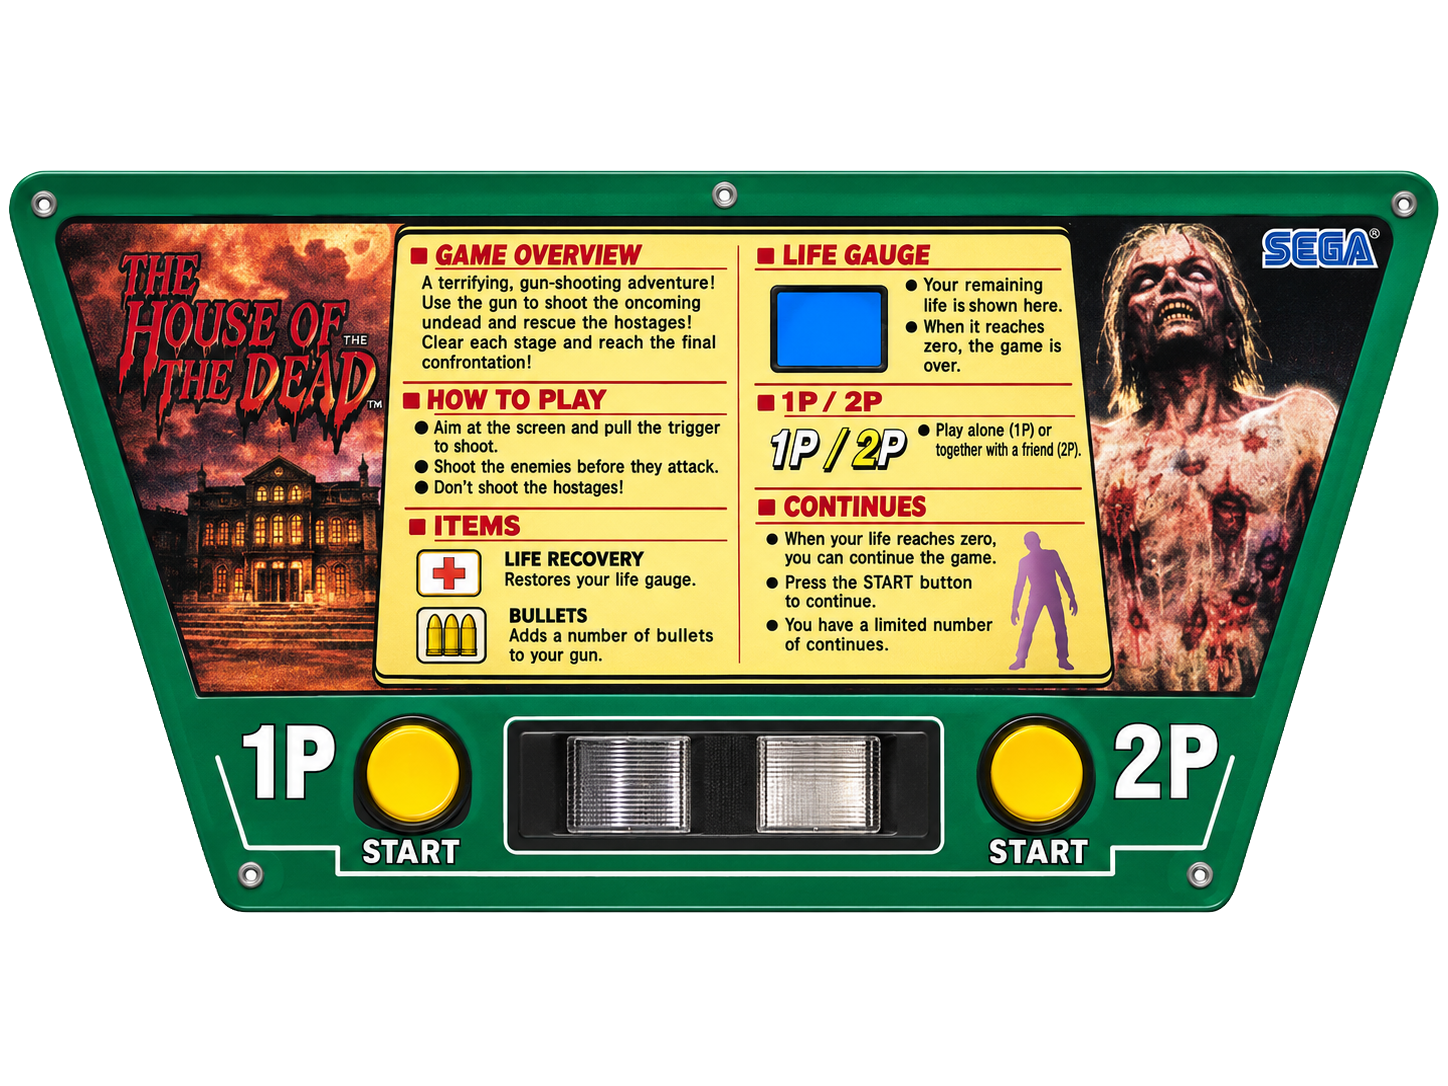 THE
HOUSE OF
THE
THE DEAD
TM
GAME OVERVIEW
A terrifying, gun-shooting adventure!
Use the gun to shoot the oncoming
undead and rescue the hostages!
Clear each stage and reach the final
confrontation!
HOW TO PLAY
Aim at the screen and pull the trigger
to shoot.
Shoot the enemies before they attack.
Don't shoot the hostages!
ITEMS
LIFE RECOVERY
Restores your life gauge.
BULLETS
Adds a number of bullets
to your gun.
LIFE GAUGE
Your remaining
life is shown here.
When it reaches
zero, the game is
over.
1P / 2P
1P / 2P
Play alone (1P) or
together with a friend (2P).
CONTINUES
When your life reaches zero,
you can continue the game.
Press the START button
to continue.
You have a limited number
of continues.
SEGA®
1P
START
2P
START